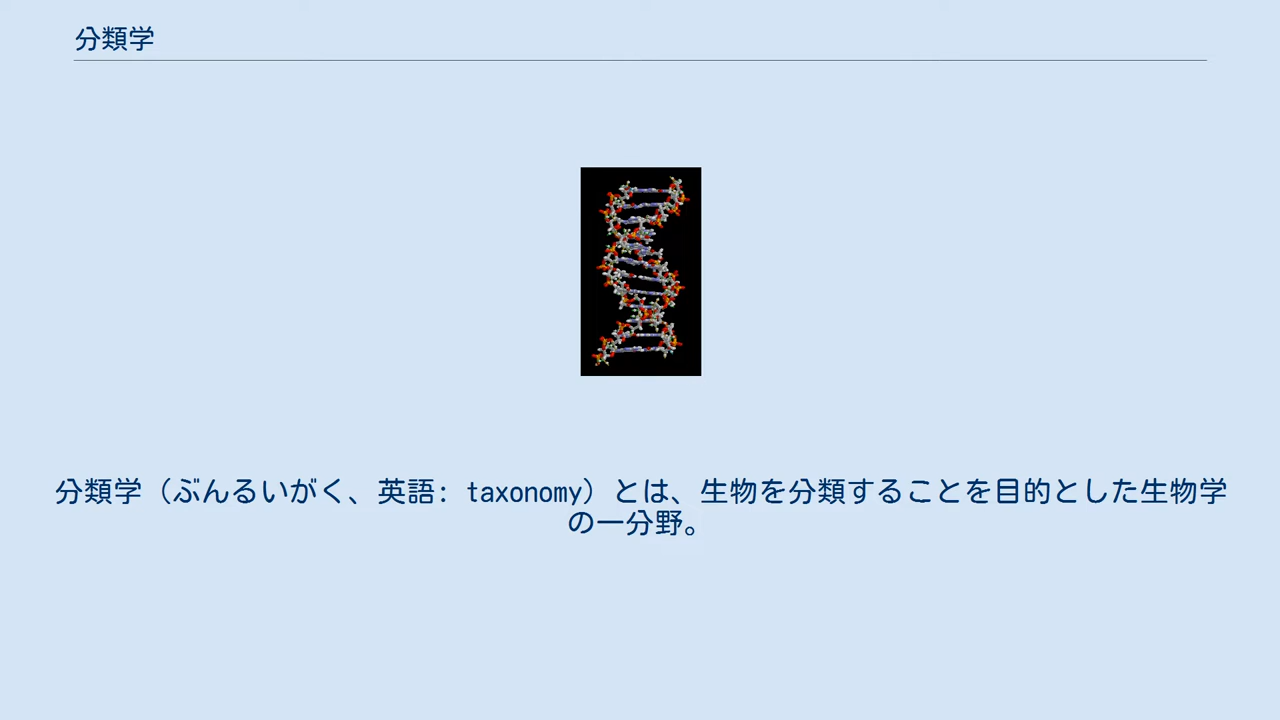 分類学
分類学（ぶんるいがく、英語: taxonomy）とは、生物を分類することを目的とした生物学
の一分野。